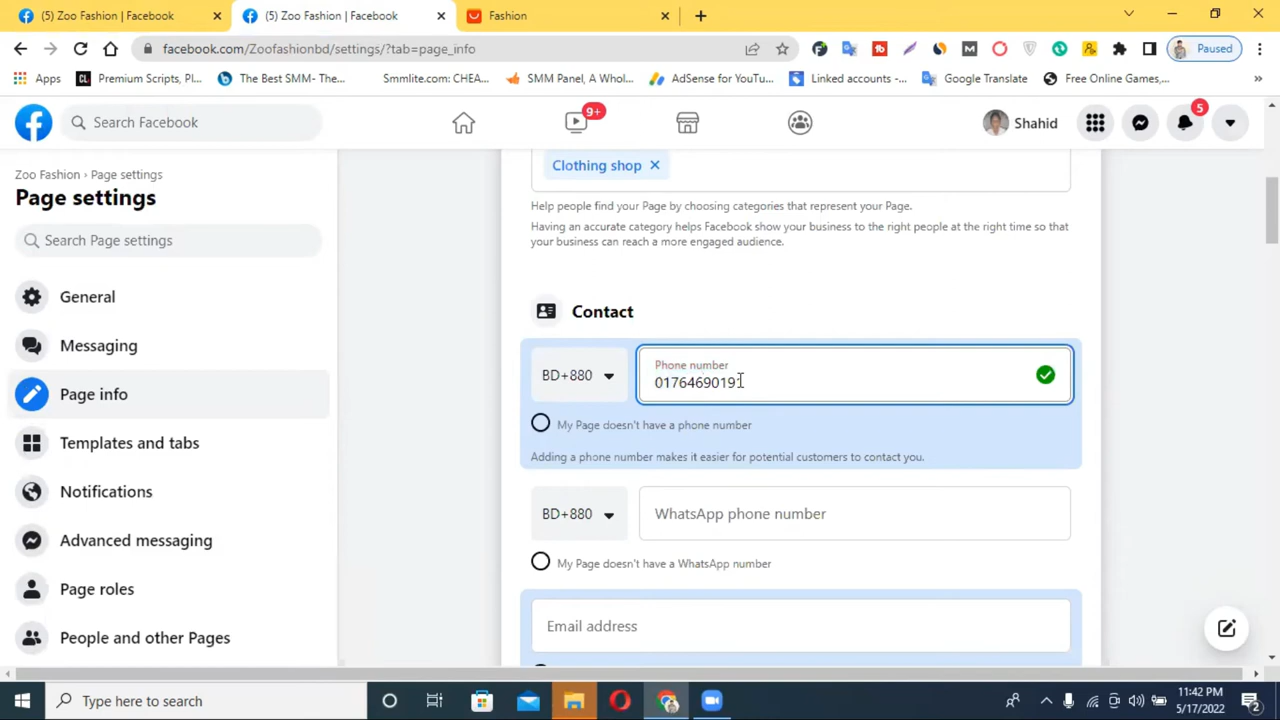 (5) Zoo Fashion | Facebook
(5) Zoo Fashion | Facebook
Fashion
facebook.com/Zoofashionbd/settings/?tab=page_info
Paused
Apps
Premium Scripts, Pl...
The Best SMM- The...
Smmlite.com: CHEA...
SMM Panel, A Whol...
AdSense for YouTu...
Linked accounts -...
Google Translate
Free Online Games,...
Search Facebook
9+
Shahid
5
Zoo Fashion › Page settings
Page settings
Search Page settings
General
Messaging
Page info
Templates and tabs
Notifications
Advanced messaging
Page roles
People and other Pages
Clothing shop
Help people find your Page by choosing categories that represent your Page.
Having an accurate category helps Facebook show your business to the right people at the right time so that
your business can reach a more engaged audience.
Contact
BD+880
Phone number
My Page doesn't have a phone number
Adding a phone number makes it easier for potential customers to contact you.
BD+880
WhatsApp phone number
My Page doesn't have a WhatsApp number
Email address
Type here to search
11:42 PM
5/17/2022
2